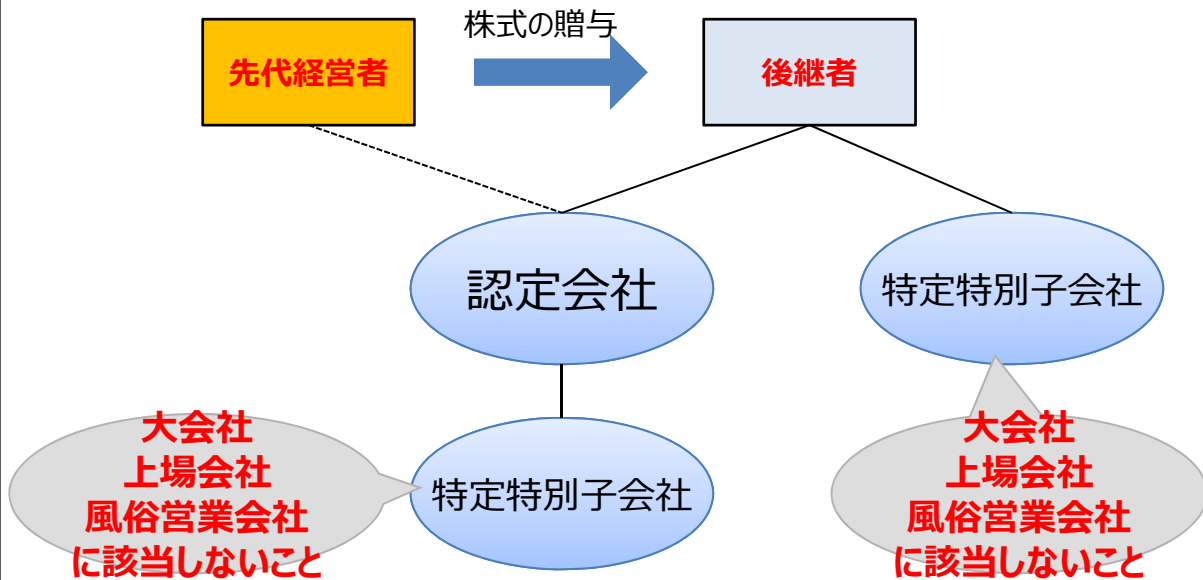 株式の贈与
先代経営者
後継者
認定会社
特定特別子会社
大会社
上場会社
風俗営業会社
に該当しないこと
特定特別子会社
大会社
上場会社
風俗営業会社
に該当しないこと